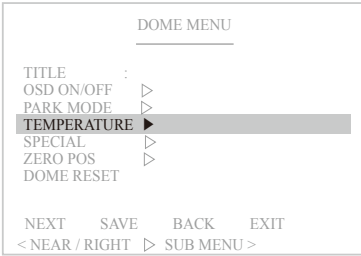 DOME MENU
TITLE :
OSD ON/OFF ▷
PARK MODE ▷
TEMPERATURE ▶
SPECIAL ▷
ZERO POS ▷
DOME RESET
NEXT SAVE BACK EXIT
< NEAR / RIGHT ▷ SUB MENU >